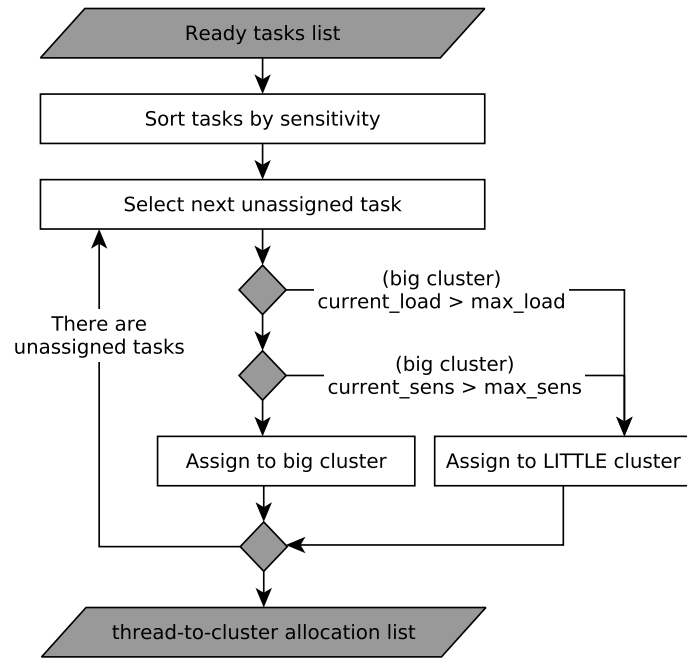 Ready tasks list
Sort tasks by sensitivity
Select next unassigned task
(big cluster)
current_load > max_load
There are
unassigned tasks
(big cluster)
current_sens > max_sens
Assign to big cluster
Assign to LITTLE cluster
thread-to-cluster allocation list